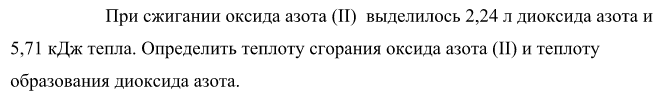 При сжигании оксида азота (II) выделилось 2,24 л диоксида азота и
5,71 кДж тепла. Определить теплоту сгорания оксида азота (II) и теплоту
образования диоксида азота.